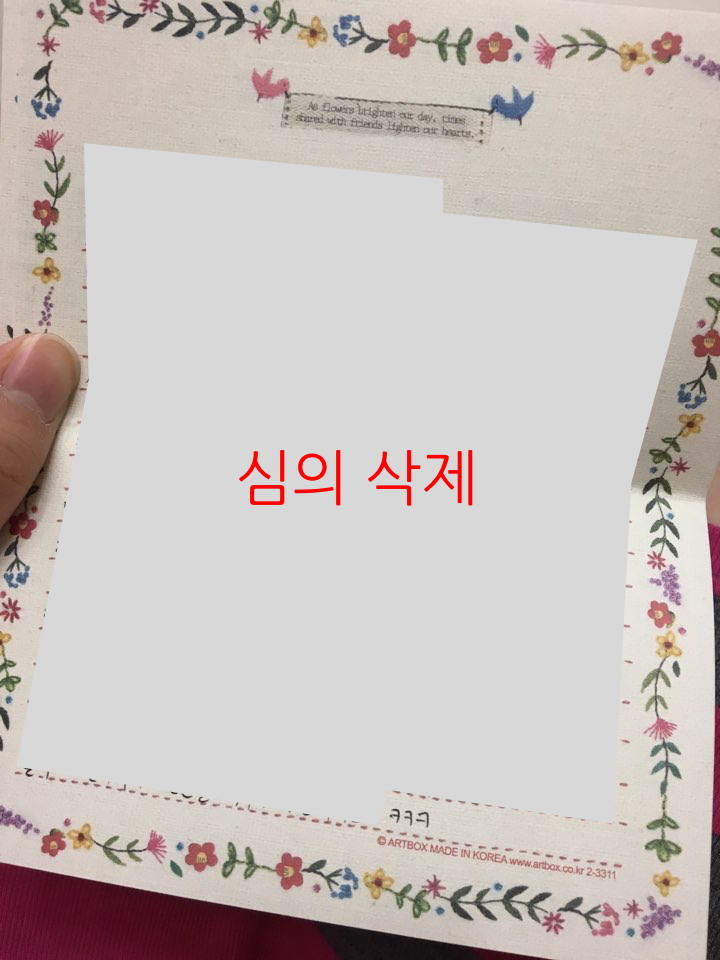 As flowers brighten our day, times
shared with friends lighten our hearts.
심의 삭제
ㅋㅋㅋ
© ARTBOX MADE IN KOREA www.artbox.co.kr 2-3311